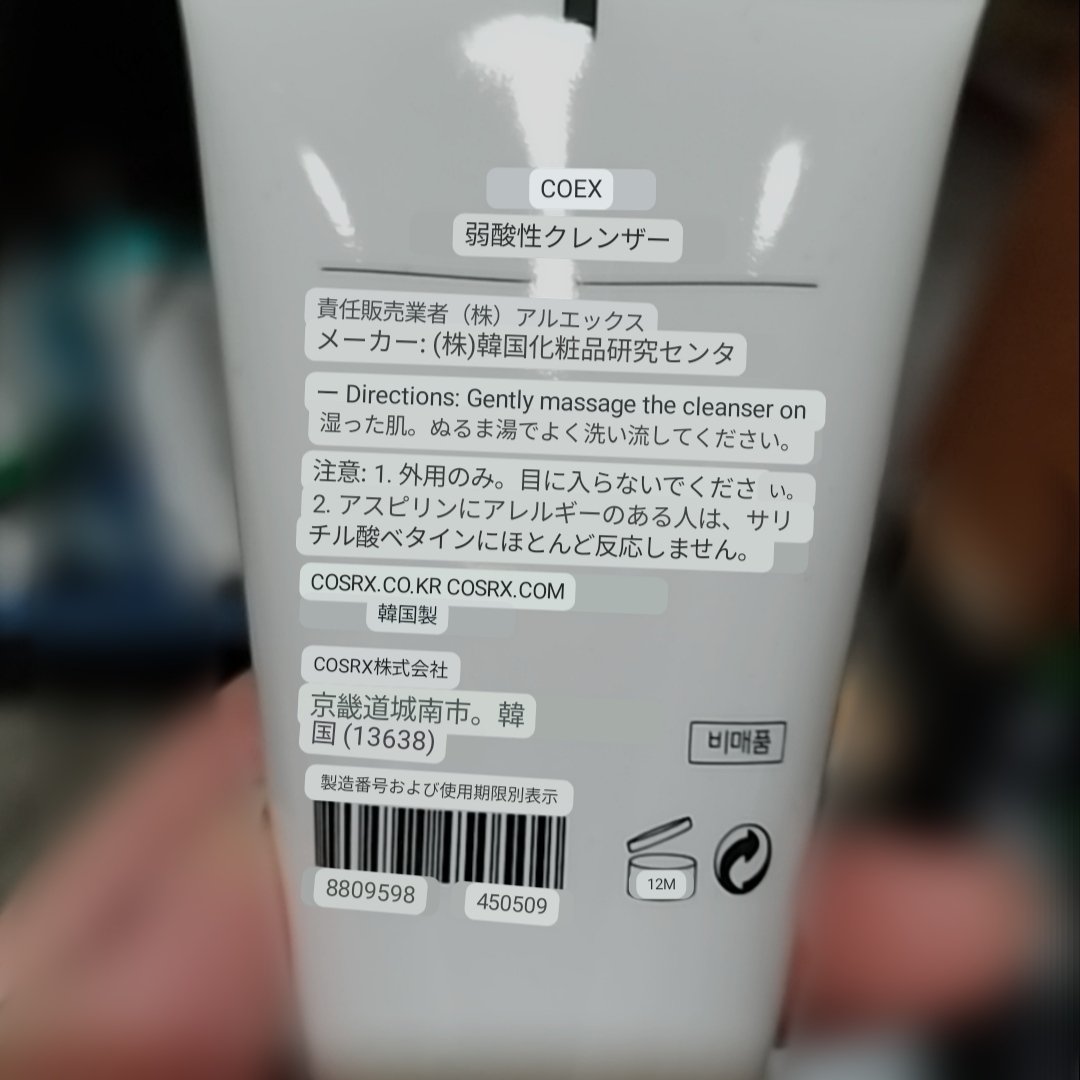 COEX
弱酸性クレンザー
責任販売業者（株）アルエックス
メーカー: (株)韓国化粧品研究センタ
ー Directions: Gently massage the cleanser on
湿った肌。ぬるま湯でよく洗い流してください。
注意: 1. 外用のみ。目に入らないでください。
2. アスピリンにアレルギーのある人は、サリ
チル酸ベタインにほとんど反応しません。
COSRX.CO.KR COSRX.COM
韓国製
COSRX株式会社
京畿道城南市。韓
国 (13638)
비매품
製造番号および使用期限別表示
8809598 450509
12M